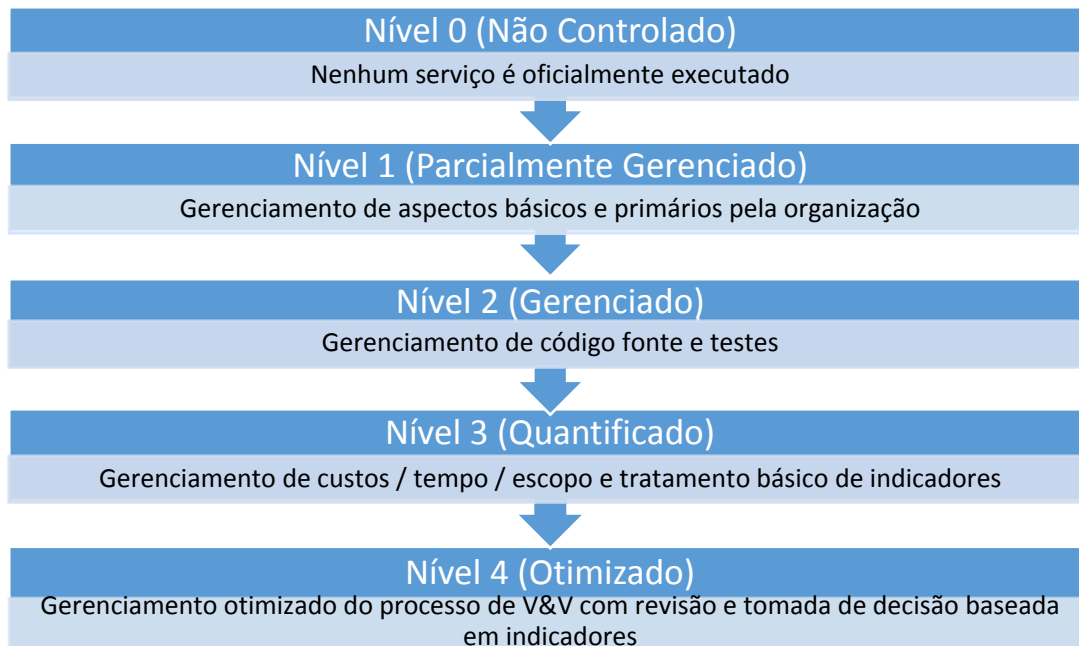 Nível 0 (Não Controlado)
Nenhum serviço é oficialmente executado
Nível 1 (Parcialmente Gerenciado)
Gerenciamento de aspectos básicos e primários pela organização
Nível 2 (Gerenciado)
Gerenciamento de código fonte e testes
Nível 3 (Quantificado)
Gerenciamento de custos / tempo / escopo e tratamento básico de indicadores
Nível 4 (Otimizado)
Gerenciamento otimizado do processo de V&V com revisão e tomada de decisão baseada
em indicadores